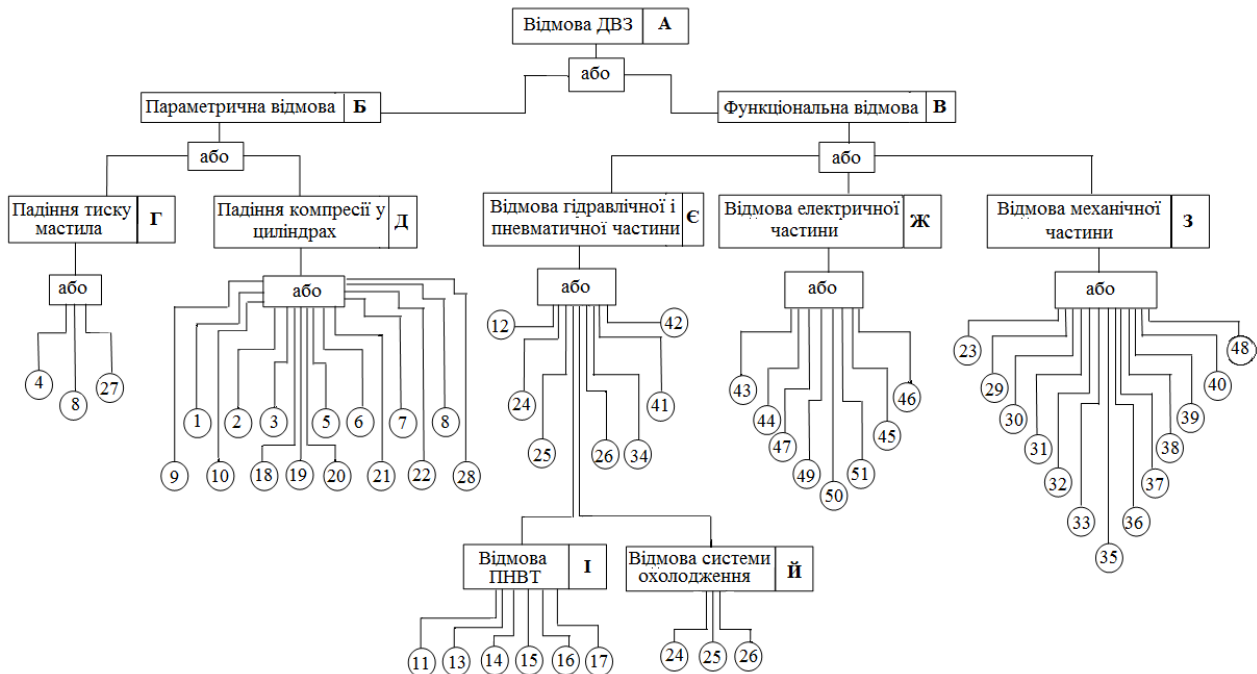 Відмова ДВЗ А
або
Параметрична відмова Б
Функціональна відмова В
або
або
Падіння тиску
мастила
Г
Падіння компресії у
циліндрах
Д
Відмова гідравлічної і
пневматичної частини
Є
Відмова електричної
частини
Ж
Відмова механічної
частини
З
або
або
або
або
або
4
8
27
9
1
10
2
3
18
19
20
5
6
21
7
22
8
28
12
24
25
26
34
41
42
43
44
47
49
50
51
45
46
23
29
30
31
32
33
35
36
37
38
39
40
48
Відмова
ПНВТ
І
Відмова системи
охолодження
Й
11
13
14
15
16
17
24
25
26